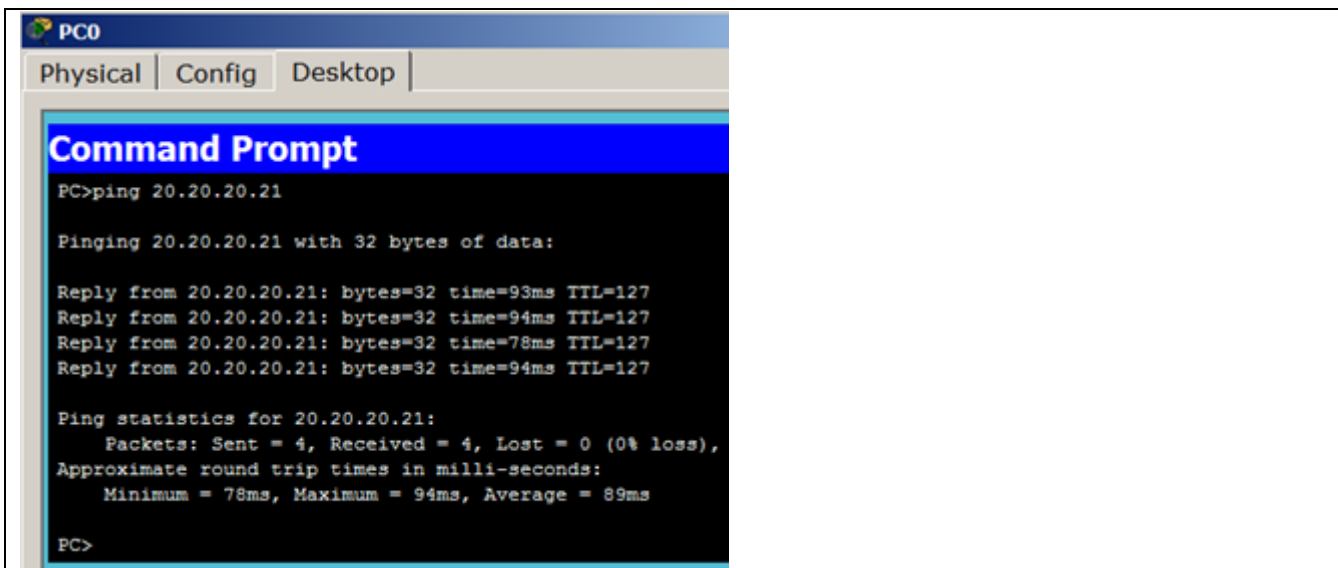 PC0
Physical Config Desktop
Command Prompt
PC>ping 20.20.20.21
Pinging 20.20.20.21 with 32 bytes of data:
Reply from 20.20.20.21: bytes=32 time=93ms TTL=127
Reply from 20.20.20.21: bytes=32 time=94ms TTL=127
Reply from 20.20.20.21: bytes=32 time=78ms TTL=127
Reply from 20.20.20.21: bytes=32 time=94ms TTL=127
Ping statistics for 20.20.20.21:
Packets: Sent = 4, Received = 4, Lost = 0 (0% loss),
Approximate round trip times in milli-seconds:
Minimum = 78ms, Maximum = 94ms, Average = 89ms
PC>